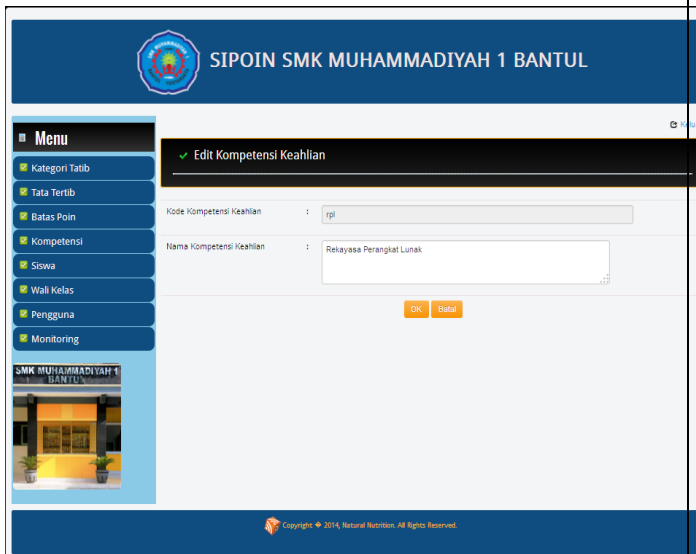 SIPOIN SMK MUHAMMADIYAH 1 BANTUL
Menu
Kategori Tatib
Tata Tertib
Batas Poin
Kompetensi
Siswa
Wali Kelas
Pengguna
Monitoring
SMK MUHAMMADIYAH 1
BANTUL
Edit Kompetensi Keahlian
Kode Kompetensi Keahlian : rpl
Nama Kompetensi Keahlian : Rekayasa Perangkat Lunak
OK Batal
Copyright � 2014, Natural Nutrition. All Rights Reserved.